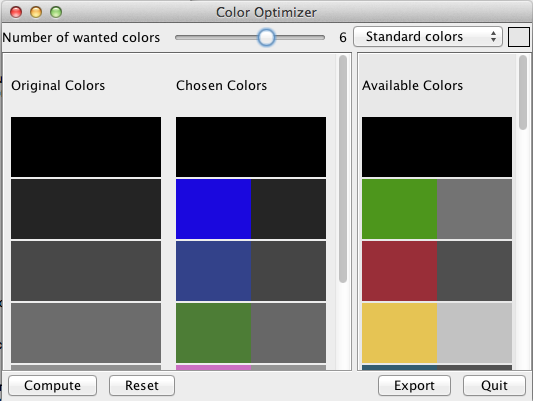 Color Optimizer
Number of wanted colors 6 Standard colors
Original Colors Chosen Colors Available Colors
Compute Reset Export Quit